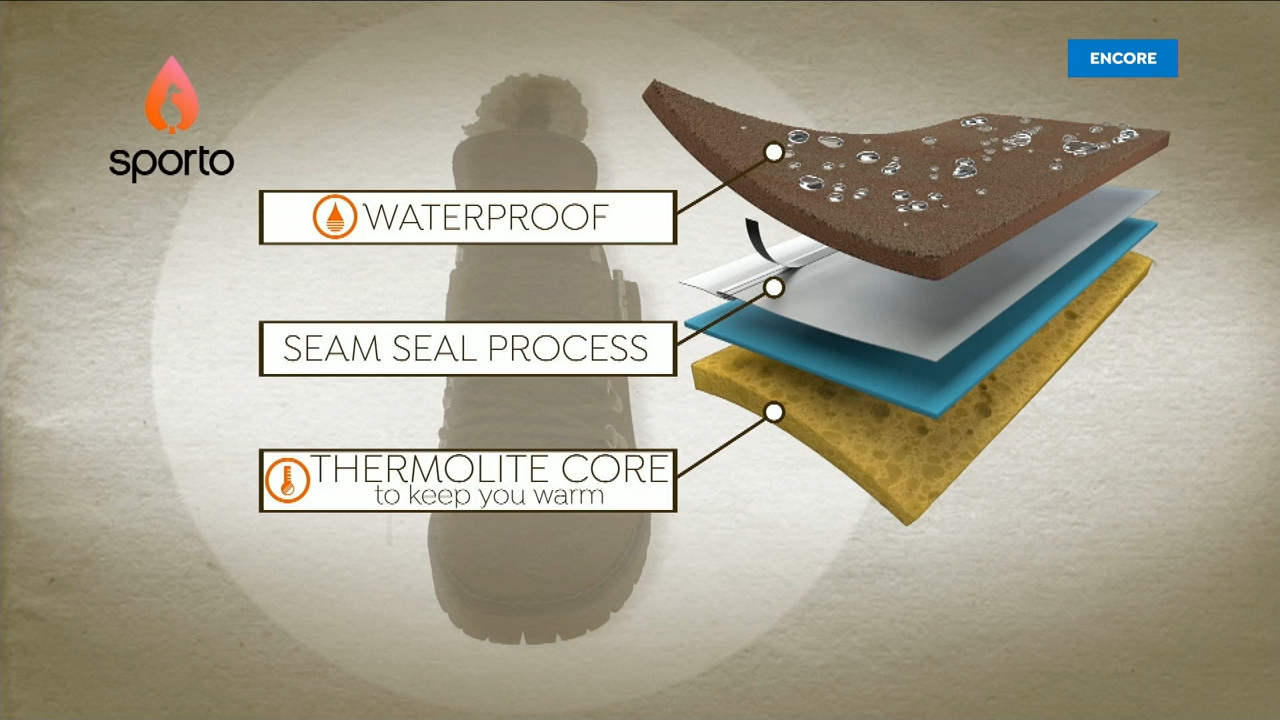 ENCORE
sporto
WATERPROOF
SEAM SEAL PROCESS
THERMOLITE CORE
to keep you warm